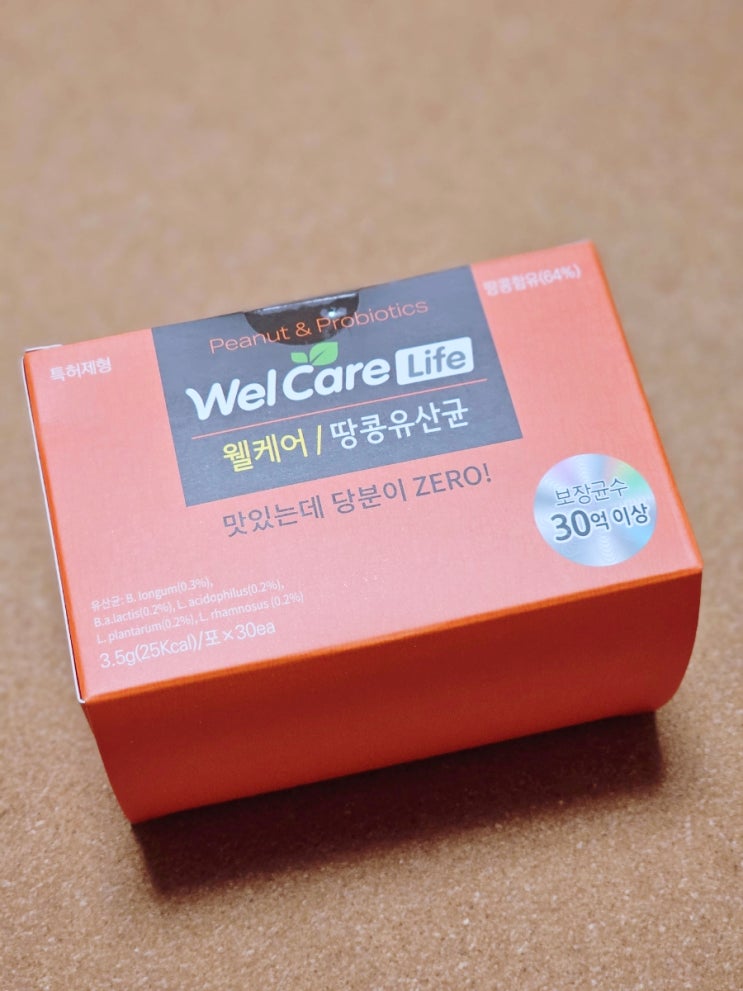 특허제형
땅콩함유(64%)
Peanut & Probiotics
WelCare Life
웰케어 / 땅콩유산균
맛있는데 당분이 ZERO!
보장균수
30억 이상
유산균: B. longum(0.3%),
B.a.lactis(0.2%), L. acidophilus(0.2%),
L. plantarum(0.2%), L. rhamnosus (0.2%)
3.5g(25Kcal)/포×30ea